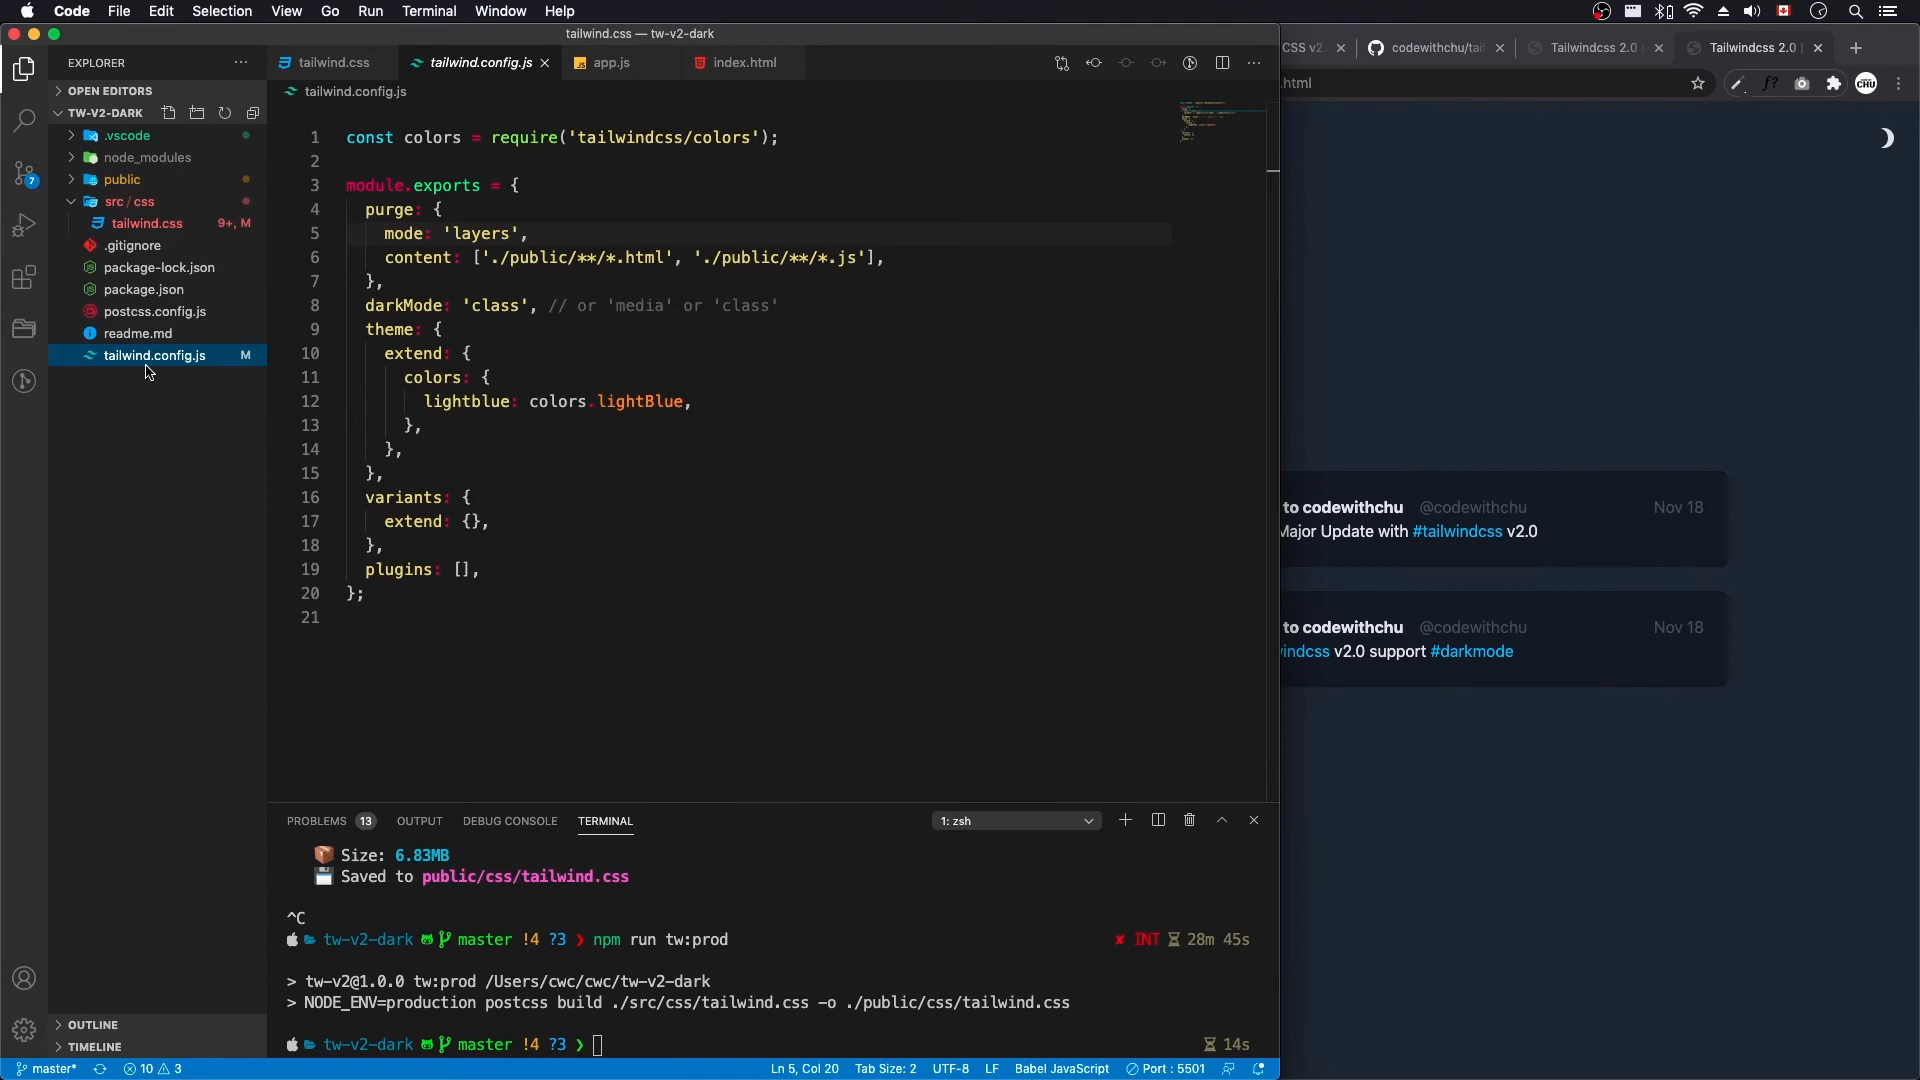 Code File Edit Selection View Go Run Terminal Window Help
tailwind.css — tw-v2-dark
EXPLORER
OPEN EDITORS
TW-V2-DARK
.vscode
node_modules
public
src / css
tailwind.css 9+, M
.gitignore
package-lock.json
package.json
postcss.config.js
readme.md
tailwind.config.js M
OUTLINE
TIMELINE
7
tailwind.css tailwind.config.js app.js index.html
tailwind.config.js
1 const colors = require('tailwindcss/colors');
2
3 module.exports = {
4 purge: {
5 mode: 'layers',
6 content: ['./public/**/*.html', './public/**/*.js'],
7 },
8 darkMode: 'class', // or 'media' or 'class'
9 theme: {
10 extend: {
11 colors: {
12 lightblue: colors.lightBlue,
13 },
14 },
15 },
16 variants: {
17 extend: {},
18 },
19 plugins: [],
20 };
21
PROBLEMS 13 OUTPUT DEBUG CONSOLE TERMINAL 1: zsh
Size: 6.83MB
Saved to public/css/tailwind.css
^C
tw-v2-dark master !4 ?3 ❯ npm run tw:prod ✘ INT 28m 45s
> tw-v2@1.0.0 tw:prod /Users/cwc/cwc/tw-v2-dark
> NODE_ENV=production postcss build ./src/css/tailwind.css -o ./public/css/tailwind.css
tw-v2-dark master !4 ?3 ❯ 14s
master* 10 3 Ln 5, Col 20 Tab Size: 2 UTF-8 LF Babel JavaScript Port : 5501
CSS v2. codewithchu/tail Tailwindcss 2.0 Tailwindcss 2.0
.html f? CHU
to codewithchu @codewithchu Nov 18
Major Update with #tailwindcss v2.0
to codewithchu @codewithchu Nov 18
windcss v2.0 support #darkmode